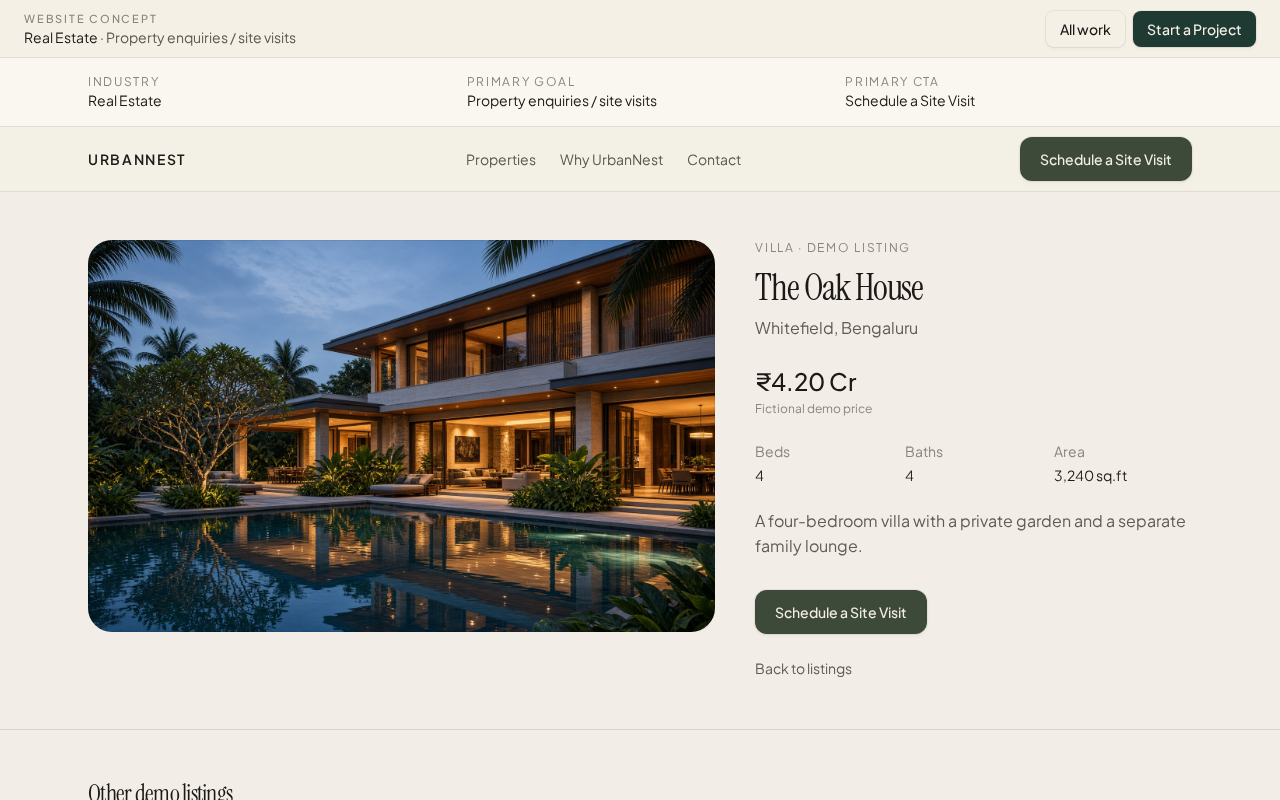 WEBSITE CONCEPT
Real Estate · Property enquiries / site visits
All work
Start a Project
INDUSTRY
Real Estate
PRIMARY GOAL
Property enquiries / site visits
PRIMARY CTA
Schedule a Site Visit
URBANNEST
Properties
Why UrbanNest
Contact
Schedule a Site Visit
VILLA · DEMO LISTING
The Oak House
Whitefield, Bengaluru
₹4.20 Cr
Fictional demo price
Beds
4
Baths
4
Area
3,240 sq.ft
A four-bedroom villa with a private garden and a separate
family lounge.
Schedule a Site Visit
Back to listings
Other demo listings